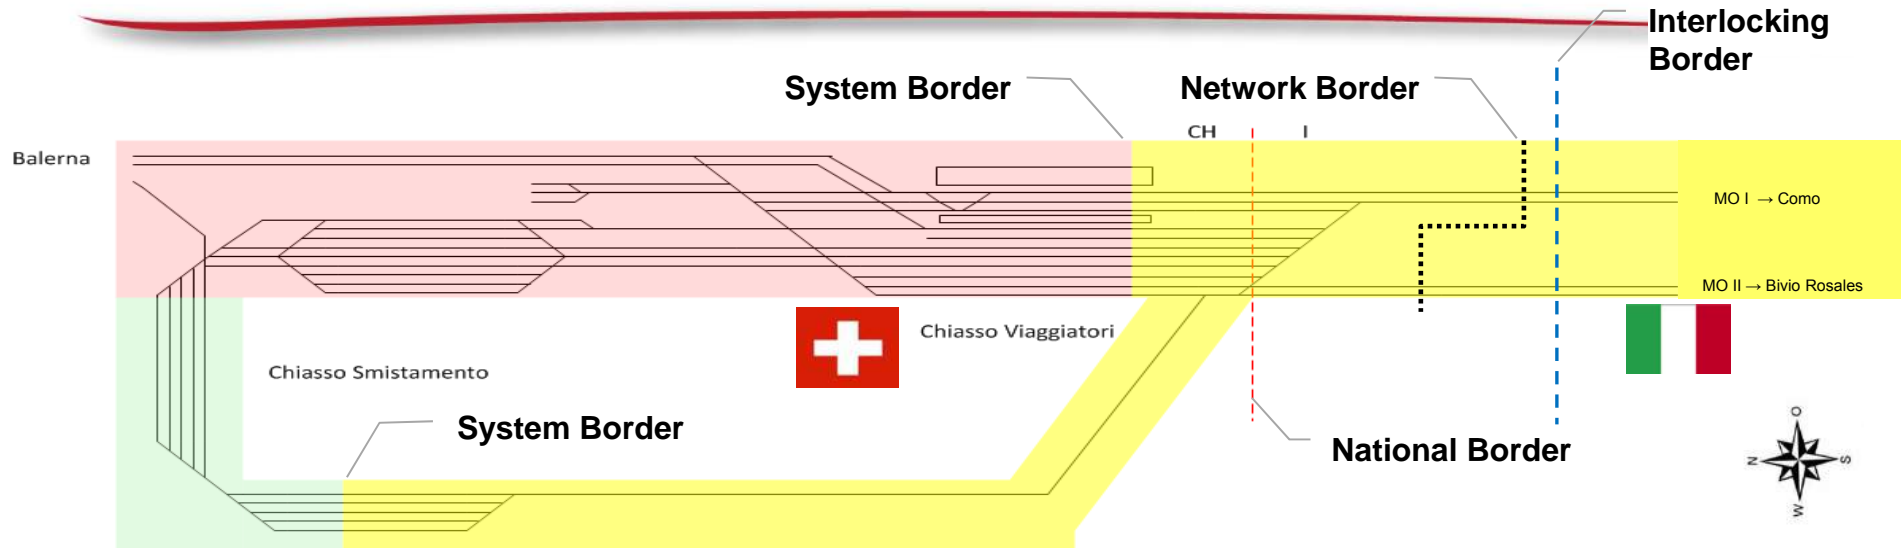 Interlocking
Border
System Border
Network Border
CH
I
Balerna
MO I → Como
MO II → Bivio Rosales
Chiasso Viaggiatori
Chiasso Smistamento
System Border
National Border
O
N
S
W